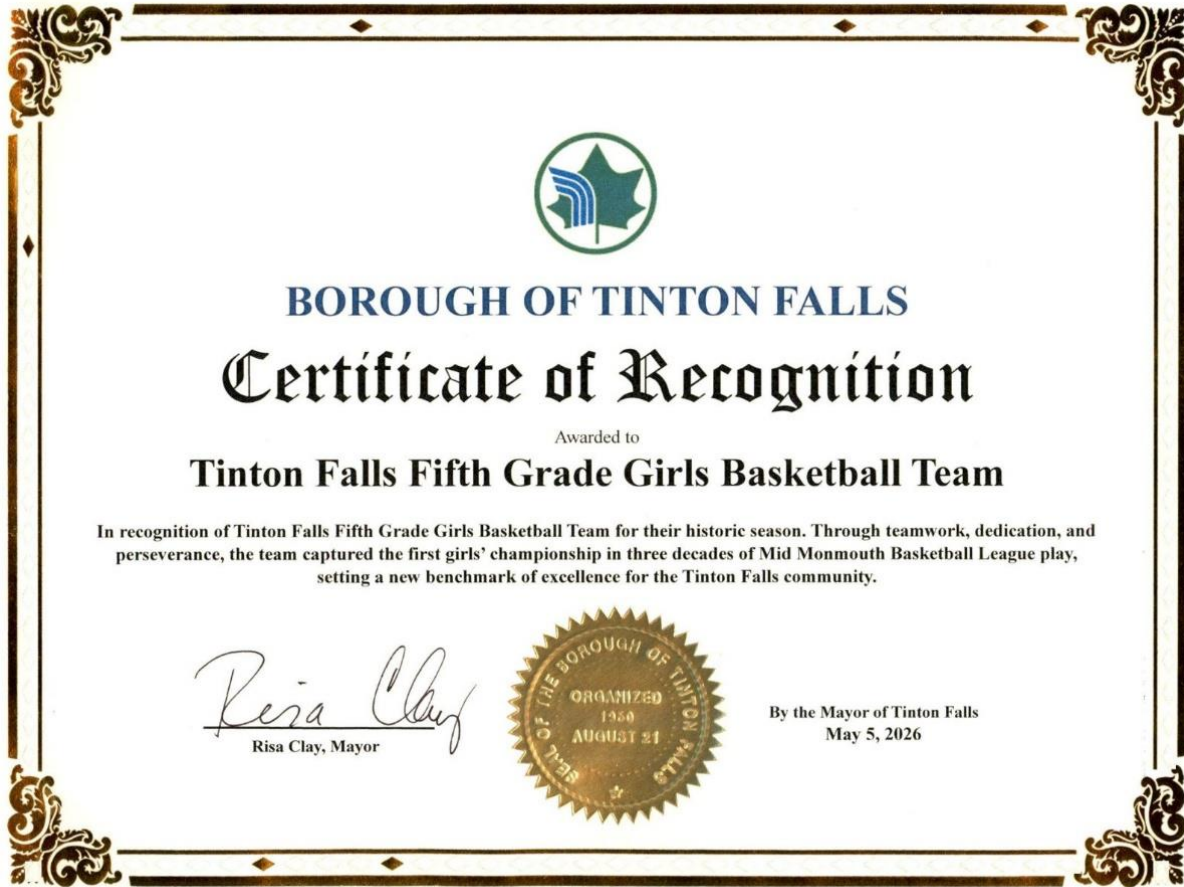 BOROUGH OF TINTON FALLS
Certificate of Recognition
Awarded to
Tinton Falls Fifth Grade Girls Basketball Team
In recognition of Tinton Falls Fifth Grade Girls Basketball Team for their historic season. Through teamwork, dedication, and
perseverance, the team captured the first girls' championship in three decades of Mid Monmouth Basketball League play,
setting a new benchmark of excellence for the Tinton Falls community.
Risa Clay
Risa Clay, Mayor
SEAL OF THE BOROUGH OF TINTON FALLS
ORGANIZED
1950
AUGUST 21
By the Mayor of Tinton Falls
May 5, 2026